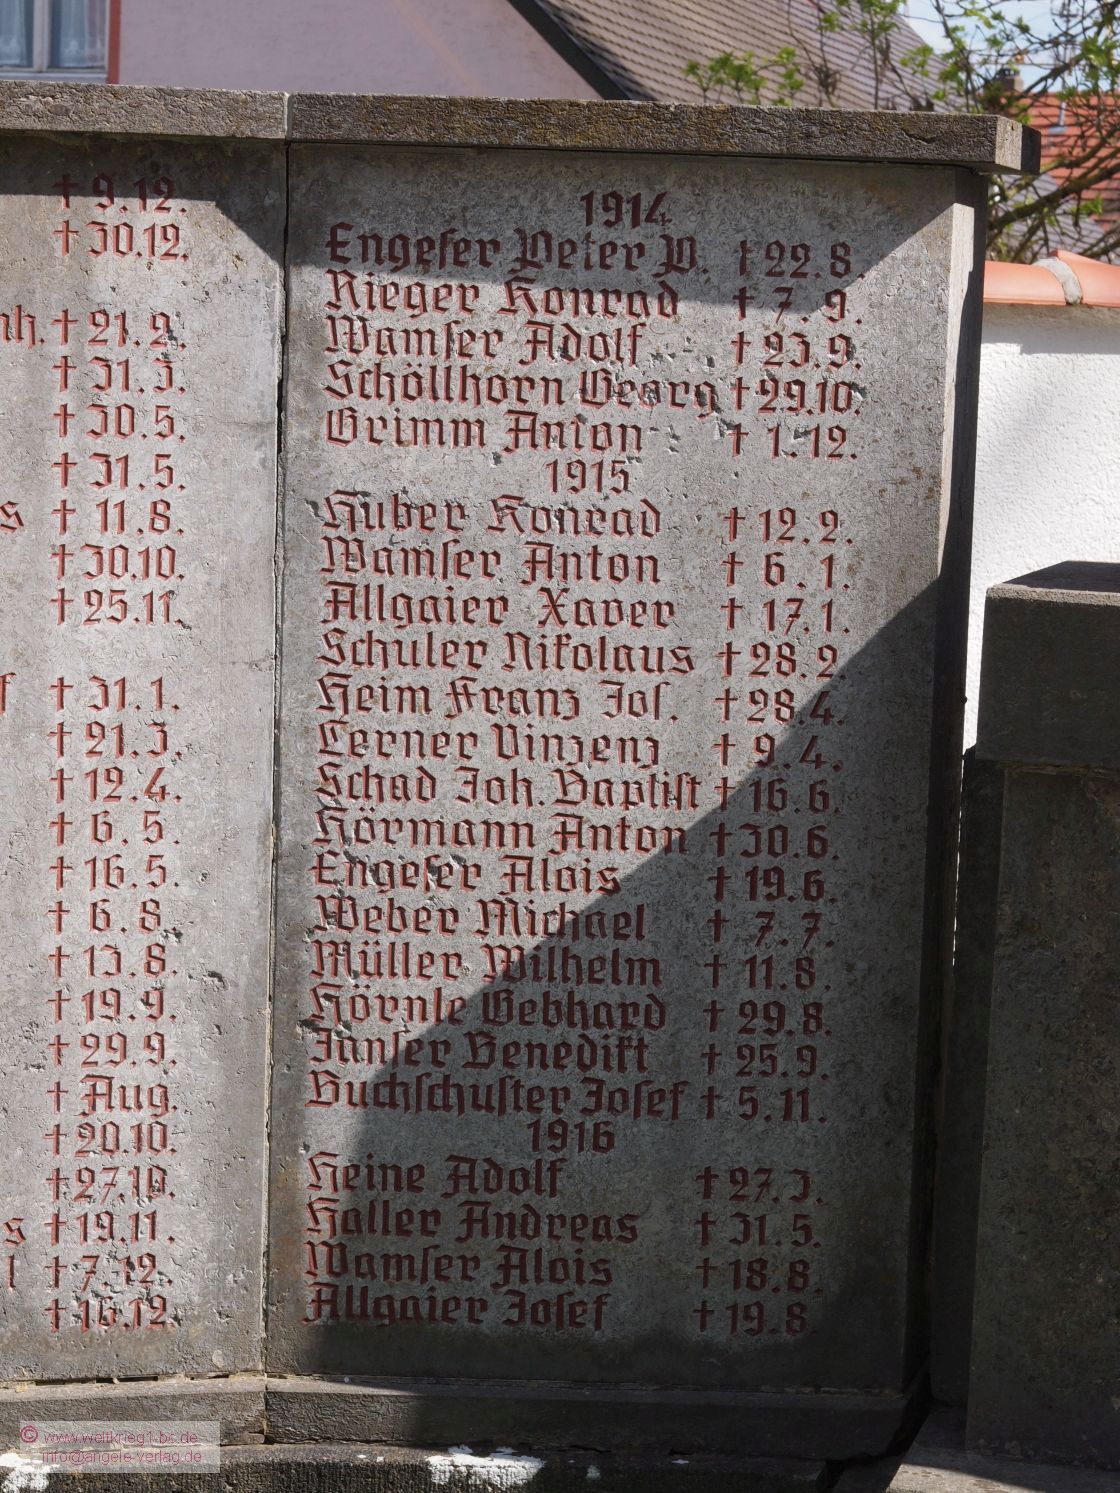 † 9.12.
† 30.12.
† 21. 2.
† 31. 3.
† 30. 5.
† 31. 5.
s † 11. 8.
† 30.10.
† 25.11.
† 31. 1.
† 21. 3.
† 12. 4.
† 6. 5.
† 16. 5.
† 6. 8.
† 13. 8.
† 19. 9.
† 29. 9.
† Aug.
† 20.10.
† 27.10.
s † 19.11.
l † 7.12.
† 16.12.
1914
Engeser Peter P. † 22. 8.
Rieger Konrad † 7. 9.
Wamser Adolf † 23. 9.
Schöllhorn Georg † 29.10.
Grimm Anton † 1.12.
1915
Huber Konrad † 12. 2.
Wamser Anton † 6. 1.
Allgaier Xaver † 17. 1.
Schuler Nikolaus † 28. 2.
Heim Franz Jos. † 28. 4.
Lerner Vinzenz † 9. 4.
Schad Joh. Baptist † 16. 6.
Hörmann Anton † 30. 6.
Engeser Alois † 19. 6.
Weber Michael † 7. 7.
Müller Wilhelm † 11. 8.
Hörnle Gebhard † 29. 8.
Jnnser Benedikt † 25. 9.
Buchschuster Josef † 5.11.
1916
Heine Adolf † 27. 3.
Haller Andreas † 31. 5.
Wamser Alois † 18. 8.
Allgaier Josef † 19. 8.
© www.weltkrieg1-bs.de
info@angele-verlag.de